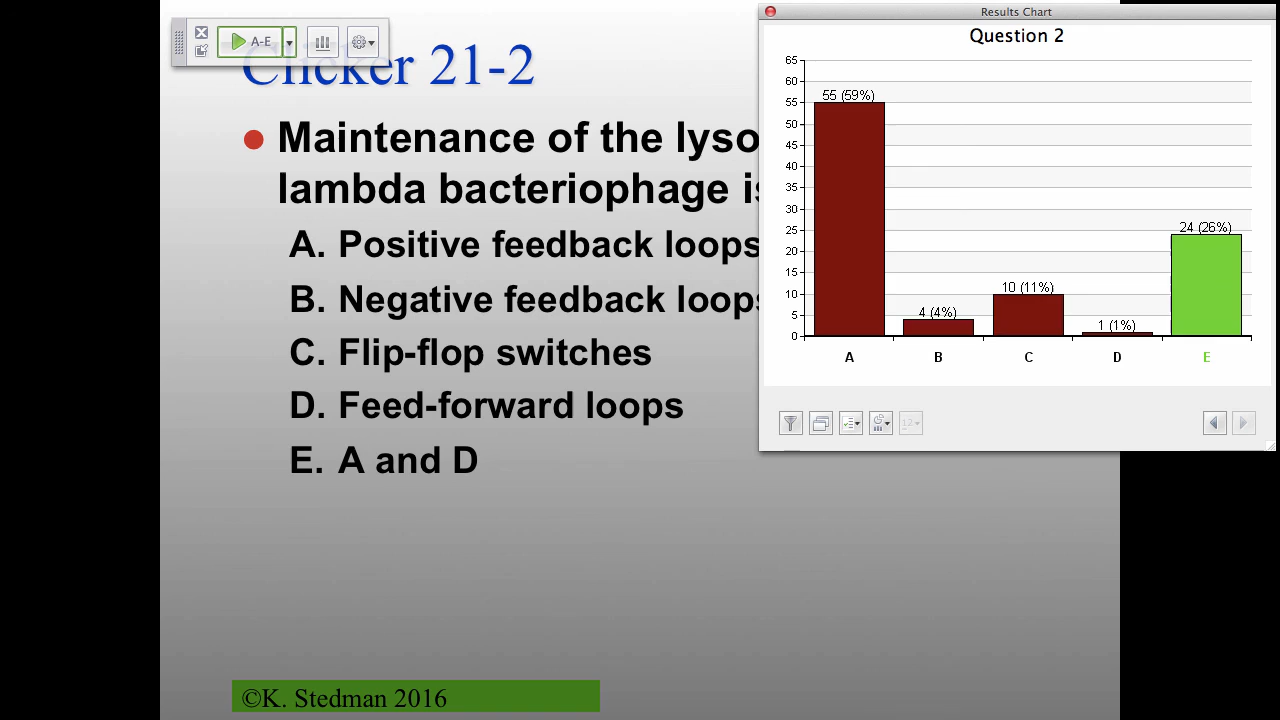 A-E
Clicker 21-2
Maintenance of the lyso
lambda bacteriophage is
A. Positive feedback loops
B. Negative feedback loops
C. Flip-flop switches
D. Feed-forward loops
E. A and D
©K. Stedman 2016
Results Chart
Question 2
65
60
55
50
45
40
35
30
25
20
15
10
5
0
55 (59%)
4 (4%)
10 (11%)
1 (1%)
24 (26%)
A B C D E
12